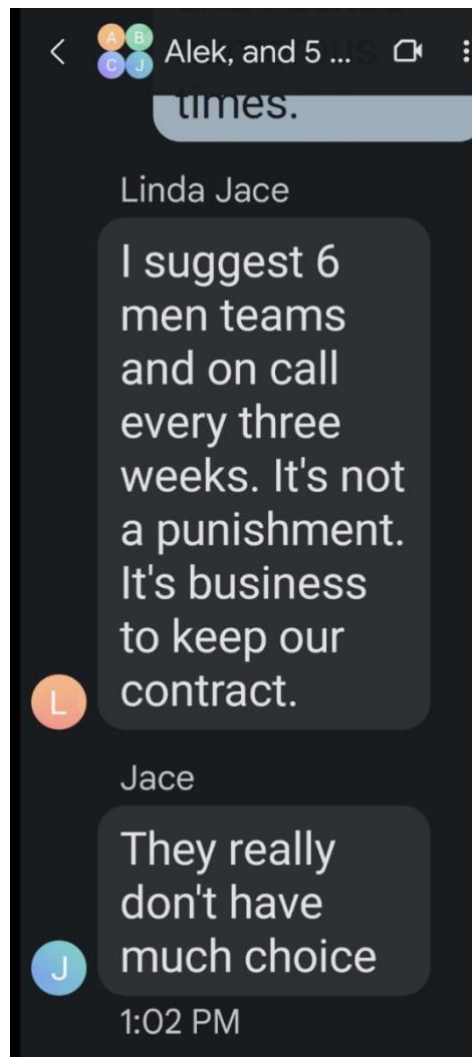 Alek, and 5 ...
times.
Linda Jace
I suggest 6
men teams
and on call
every three
weeks. It's not
a punishment.
It's business
to keep our
contract.
L
Jace
They really
don't have
much choice
J
1:02 PM